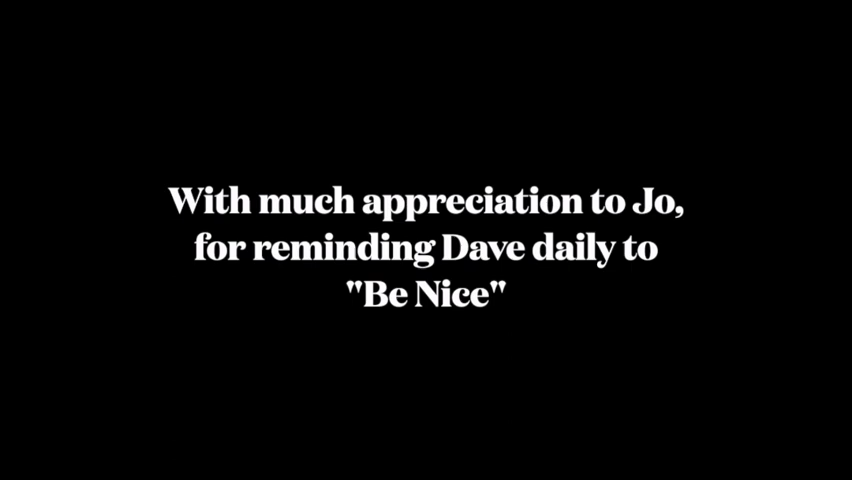 With much appreciation to Jo,
for reminding Dave daily to
"Be Nice"